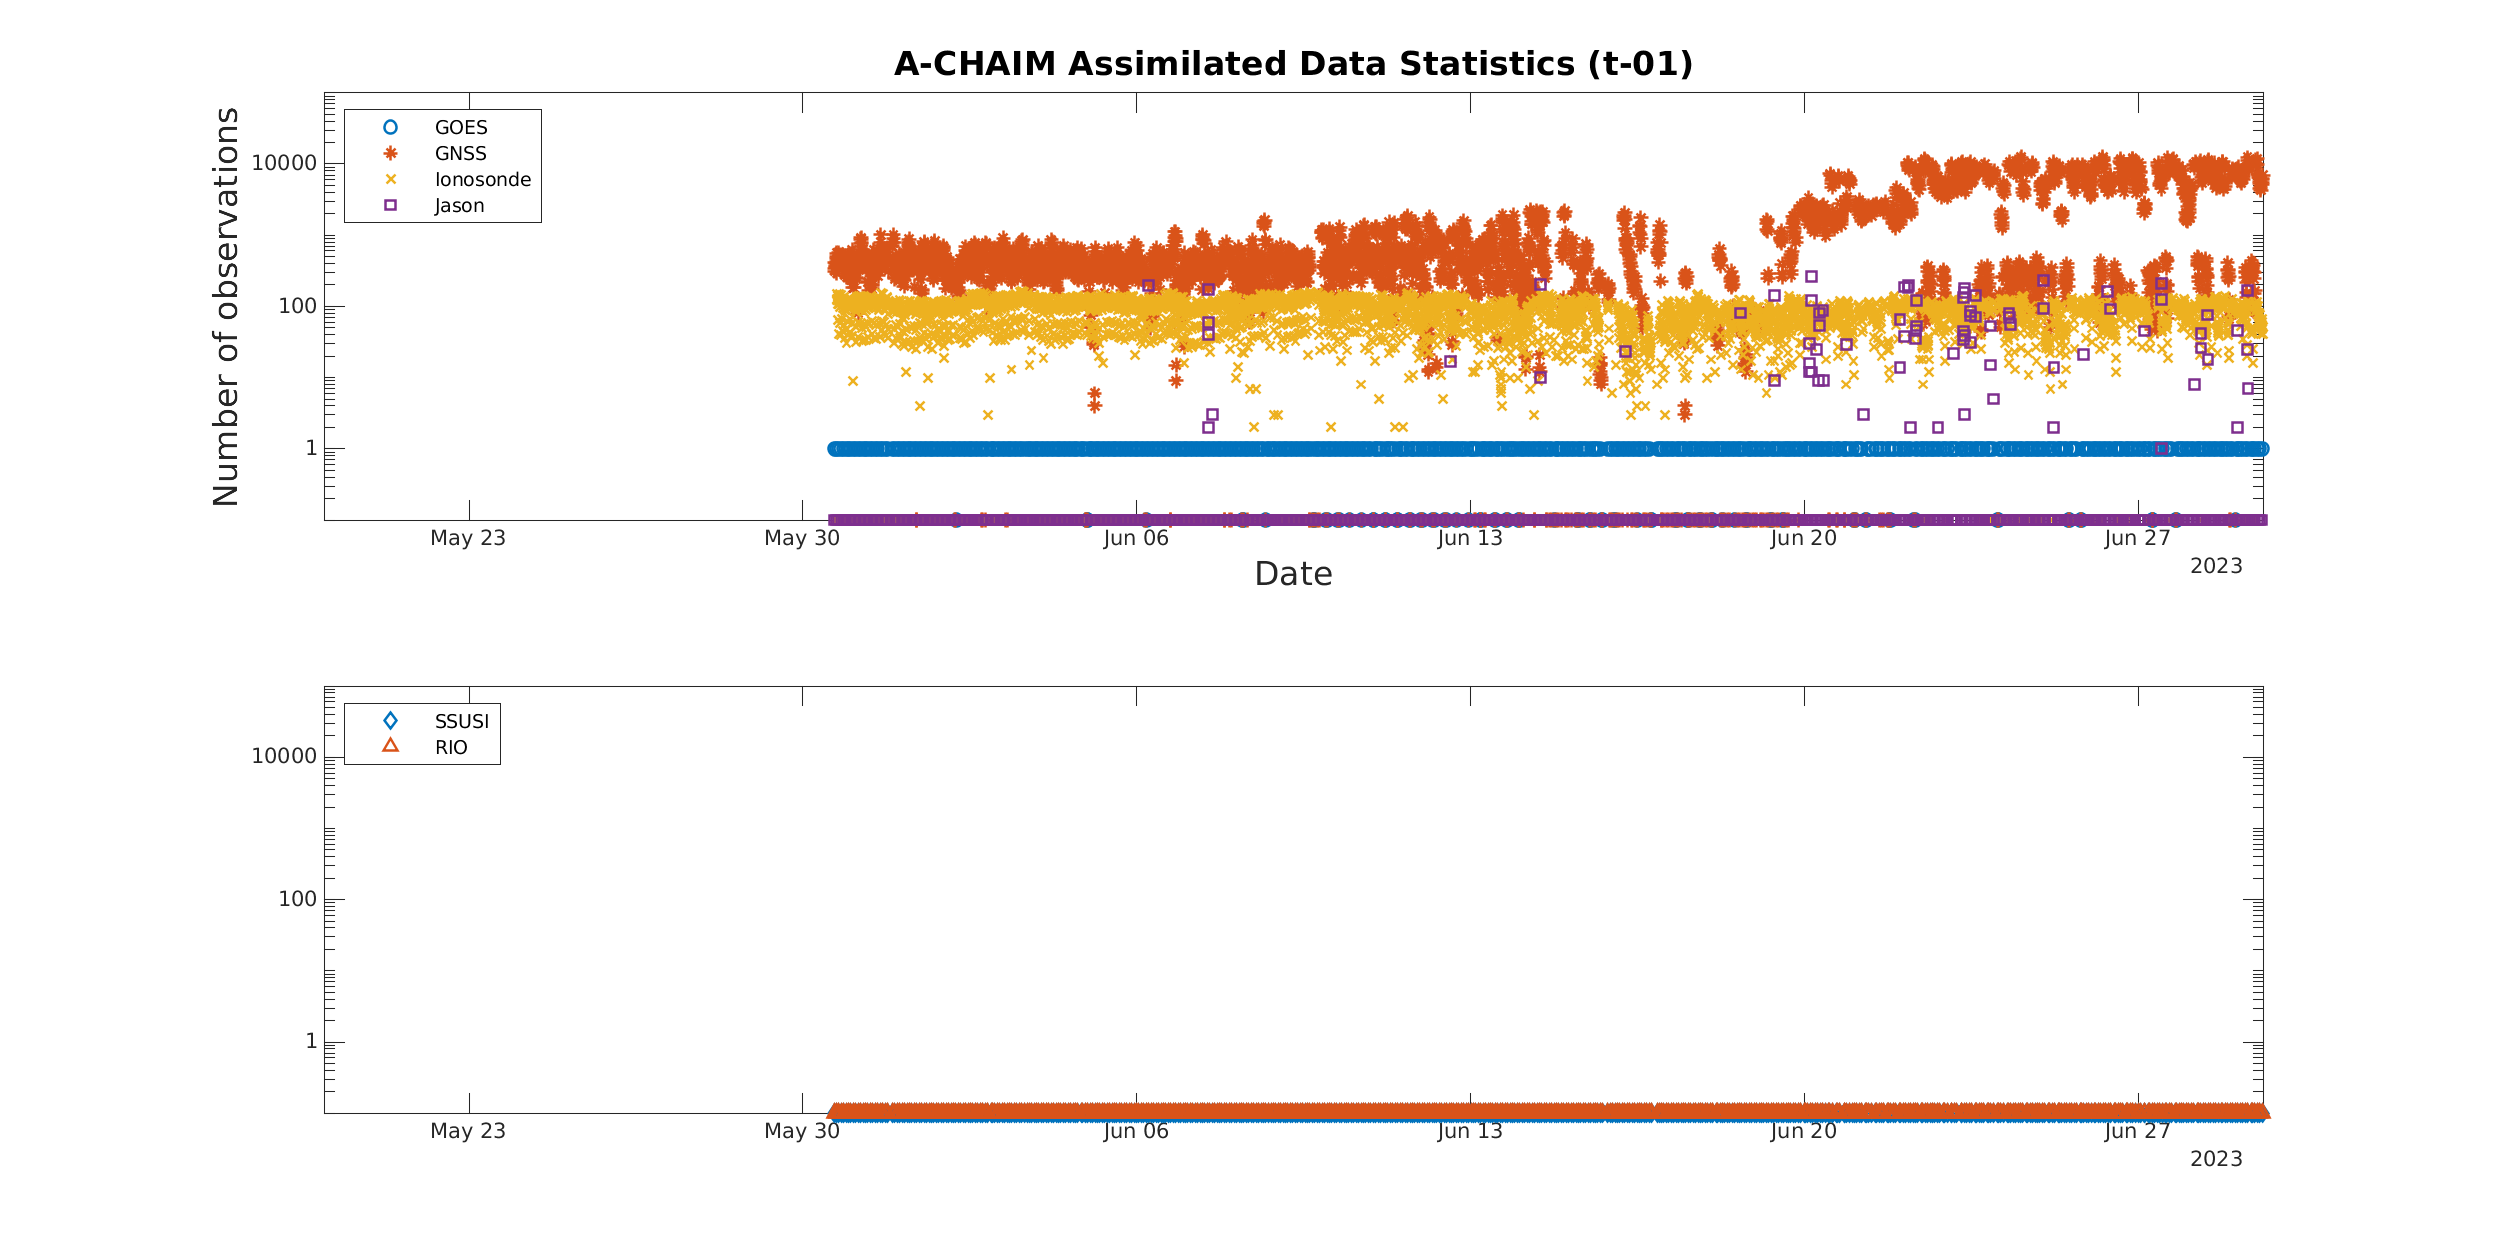 A-CHAIM Assimilated Data Statistics (t-01)
Number of observations
10000
100
1
GOES
GNSS
Ionosonde
Jason
May 23
May 30
Jun 06
Jun 13
Jun 20
Jun 27
2023
Date
10000
100
1
SSUSI
RIO
May 23
May 30
Jun 06
Jun 13
Jun 20
Jun 27
2023